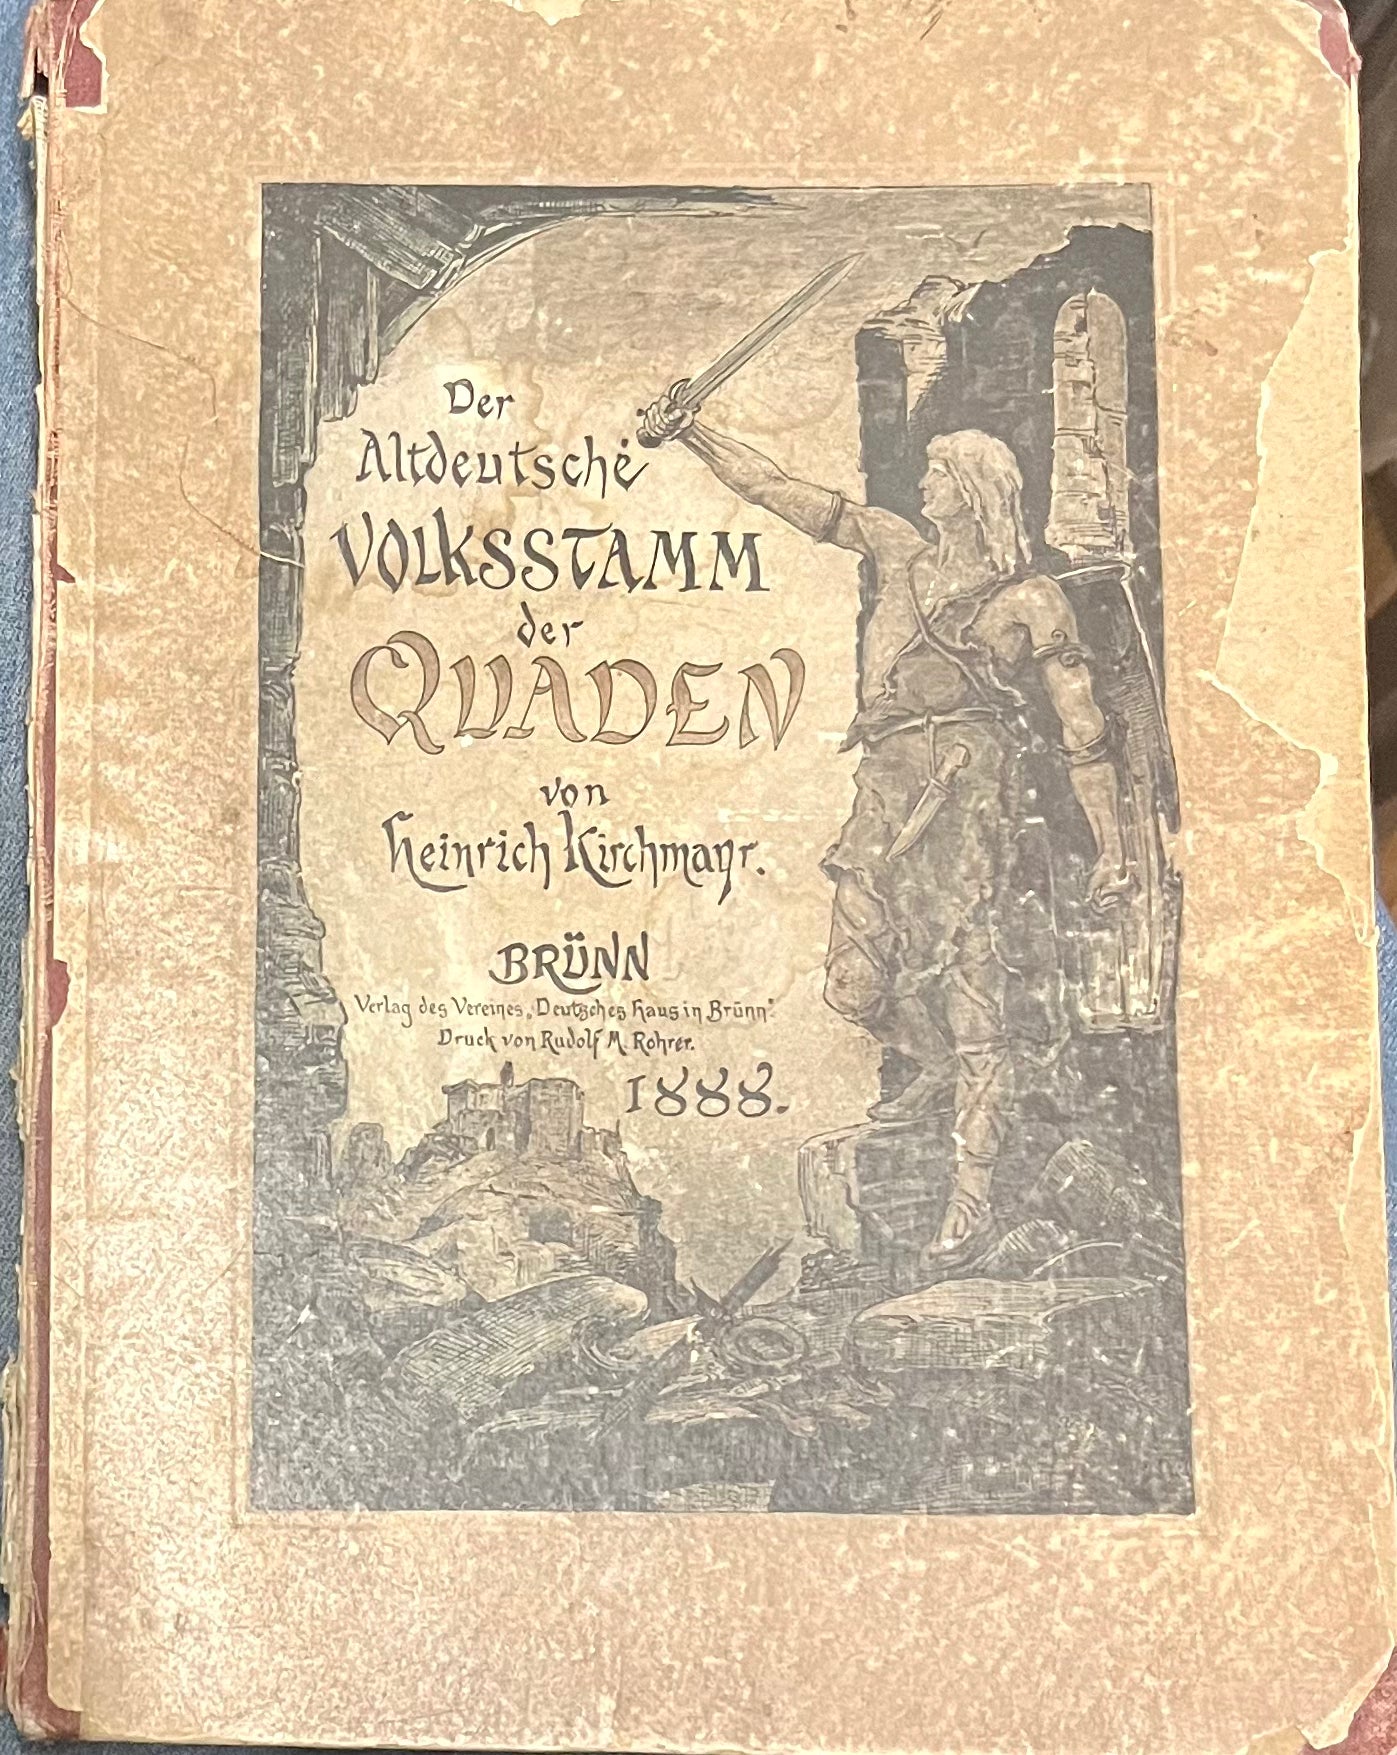 Der
Altdeutsche
VOLKSSTAMM
der
QUADEN
von
Heinrich Kirchmayr.
BRÜNN
Verlag des Vereines „Deutsches Haus in Brünn“.
Druck von Rudolf M. Rohrer.
1888.